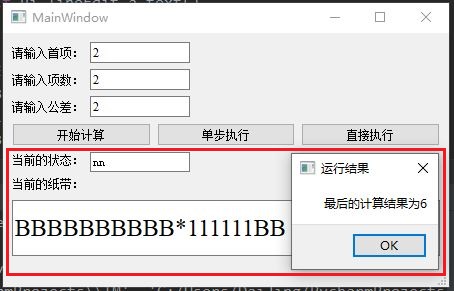 MainWindow
请输入首项： 2
请输入项数： 2
请输入公差： 2
开始计算 单步执行 直接执行
当前的状态： nn
运行结果
当前的纸带：
最后的计算结果为6
BBBBBBBBBB*111111BB
OK